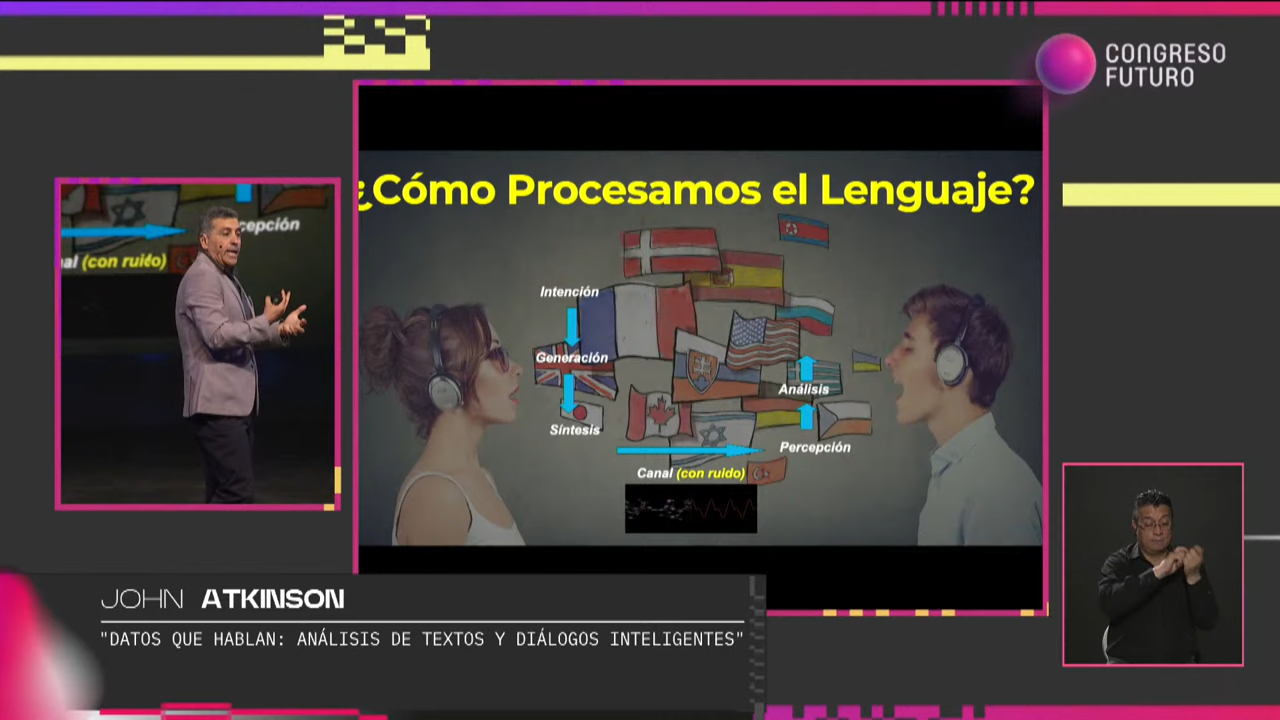 CONGRESO
FUTURO
¿Cómo Procesamos el Lenguaje?
cepción
al (con ruido)
Intención
Generación
Síntesis
Canal (con ruido)
Análisis
Percepción
JOHN ATKINSON
"DATOS QUE HABLAN: ANÁLISIS DE TEXTOS Y DIÁLOGOS INTELIGENTES"